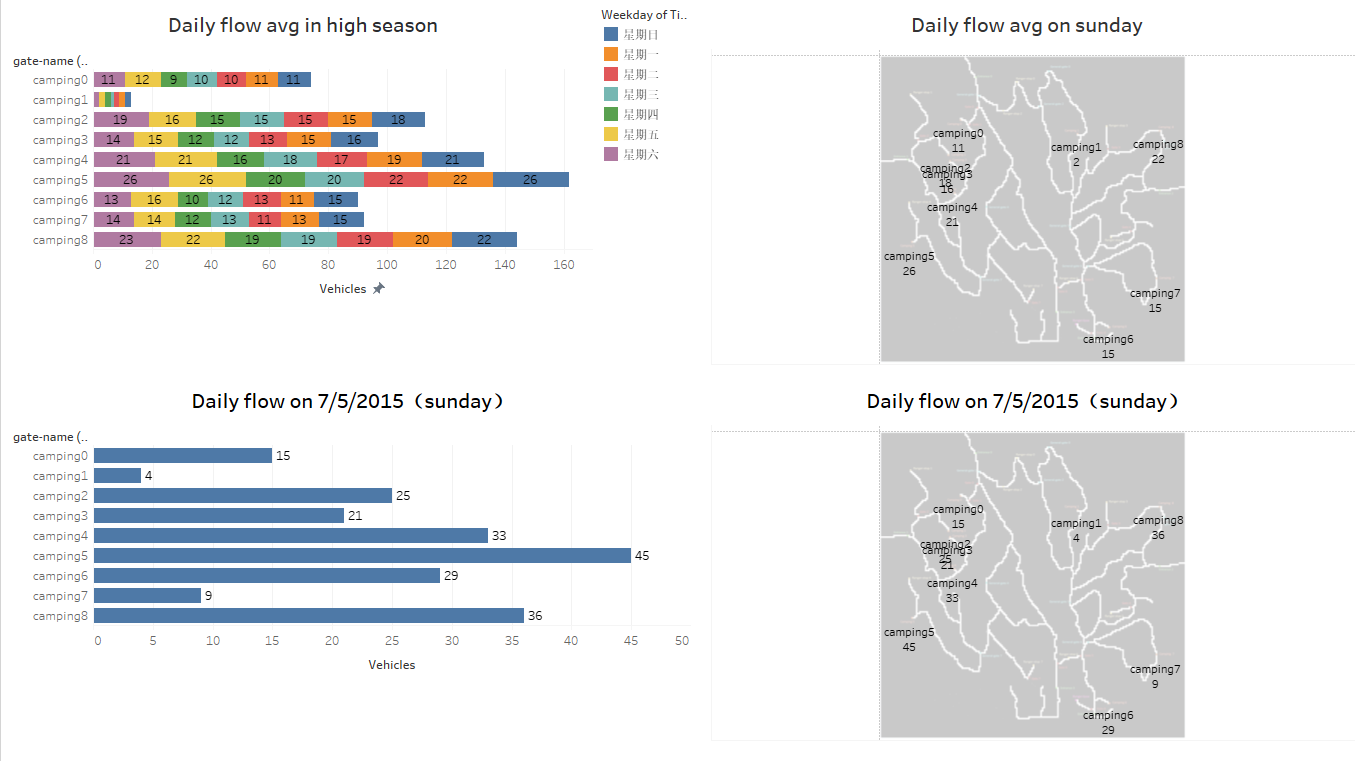 Daily flow avg in high season
Weekday of Ti..
星期日
星期一
星期二
星期三
星期四
星期五
星期六
gate-name (..
camping0 11 12 9 10 10 11 11
camping1
camping2 19 16 15 15 15 15 18
camping3 14 15 12 12 13 15 16
camping4 21 21 16 18 17 19 21
camping5 26 26 20 20 22 22 26
camping6 13 16 10 12 13 11 15
camping7 14 14 12 13 11 13 15
camping8 23 22 19 19 19 20 22
0 20 40 60 80 100 120 140 160
Vehicles
Daily flow avg on sunday
camping0
11
camping1
2
camping8
22
camping2
18
camping3
16
camping4
21
camping5
26
camping7
15
camping6
15
Daily flow on 7/5/2015（sunday）
gate-name (..
camping0 15
camping1 4
camping2 25
camping3 21
camping4 33
camping5 45
camping6 29
camping7 9
camping8 36
0 5 10 15 20 25 30 35 40 45 50
Vehicles
Daily flow on 7/5/2015（sunday）
camping0
15
camping1
4
camping8
36
camping2
25
camping3
21
camping4
33
camping5
45
camping7
9
camping6
29